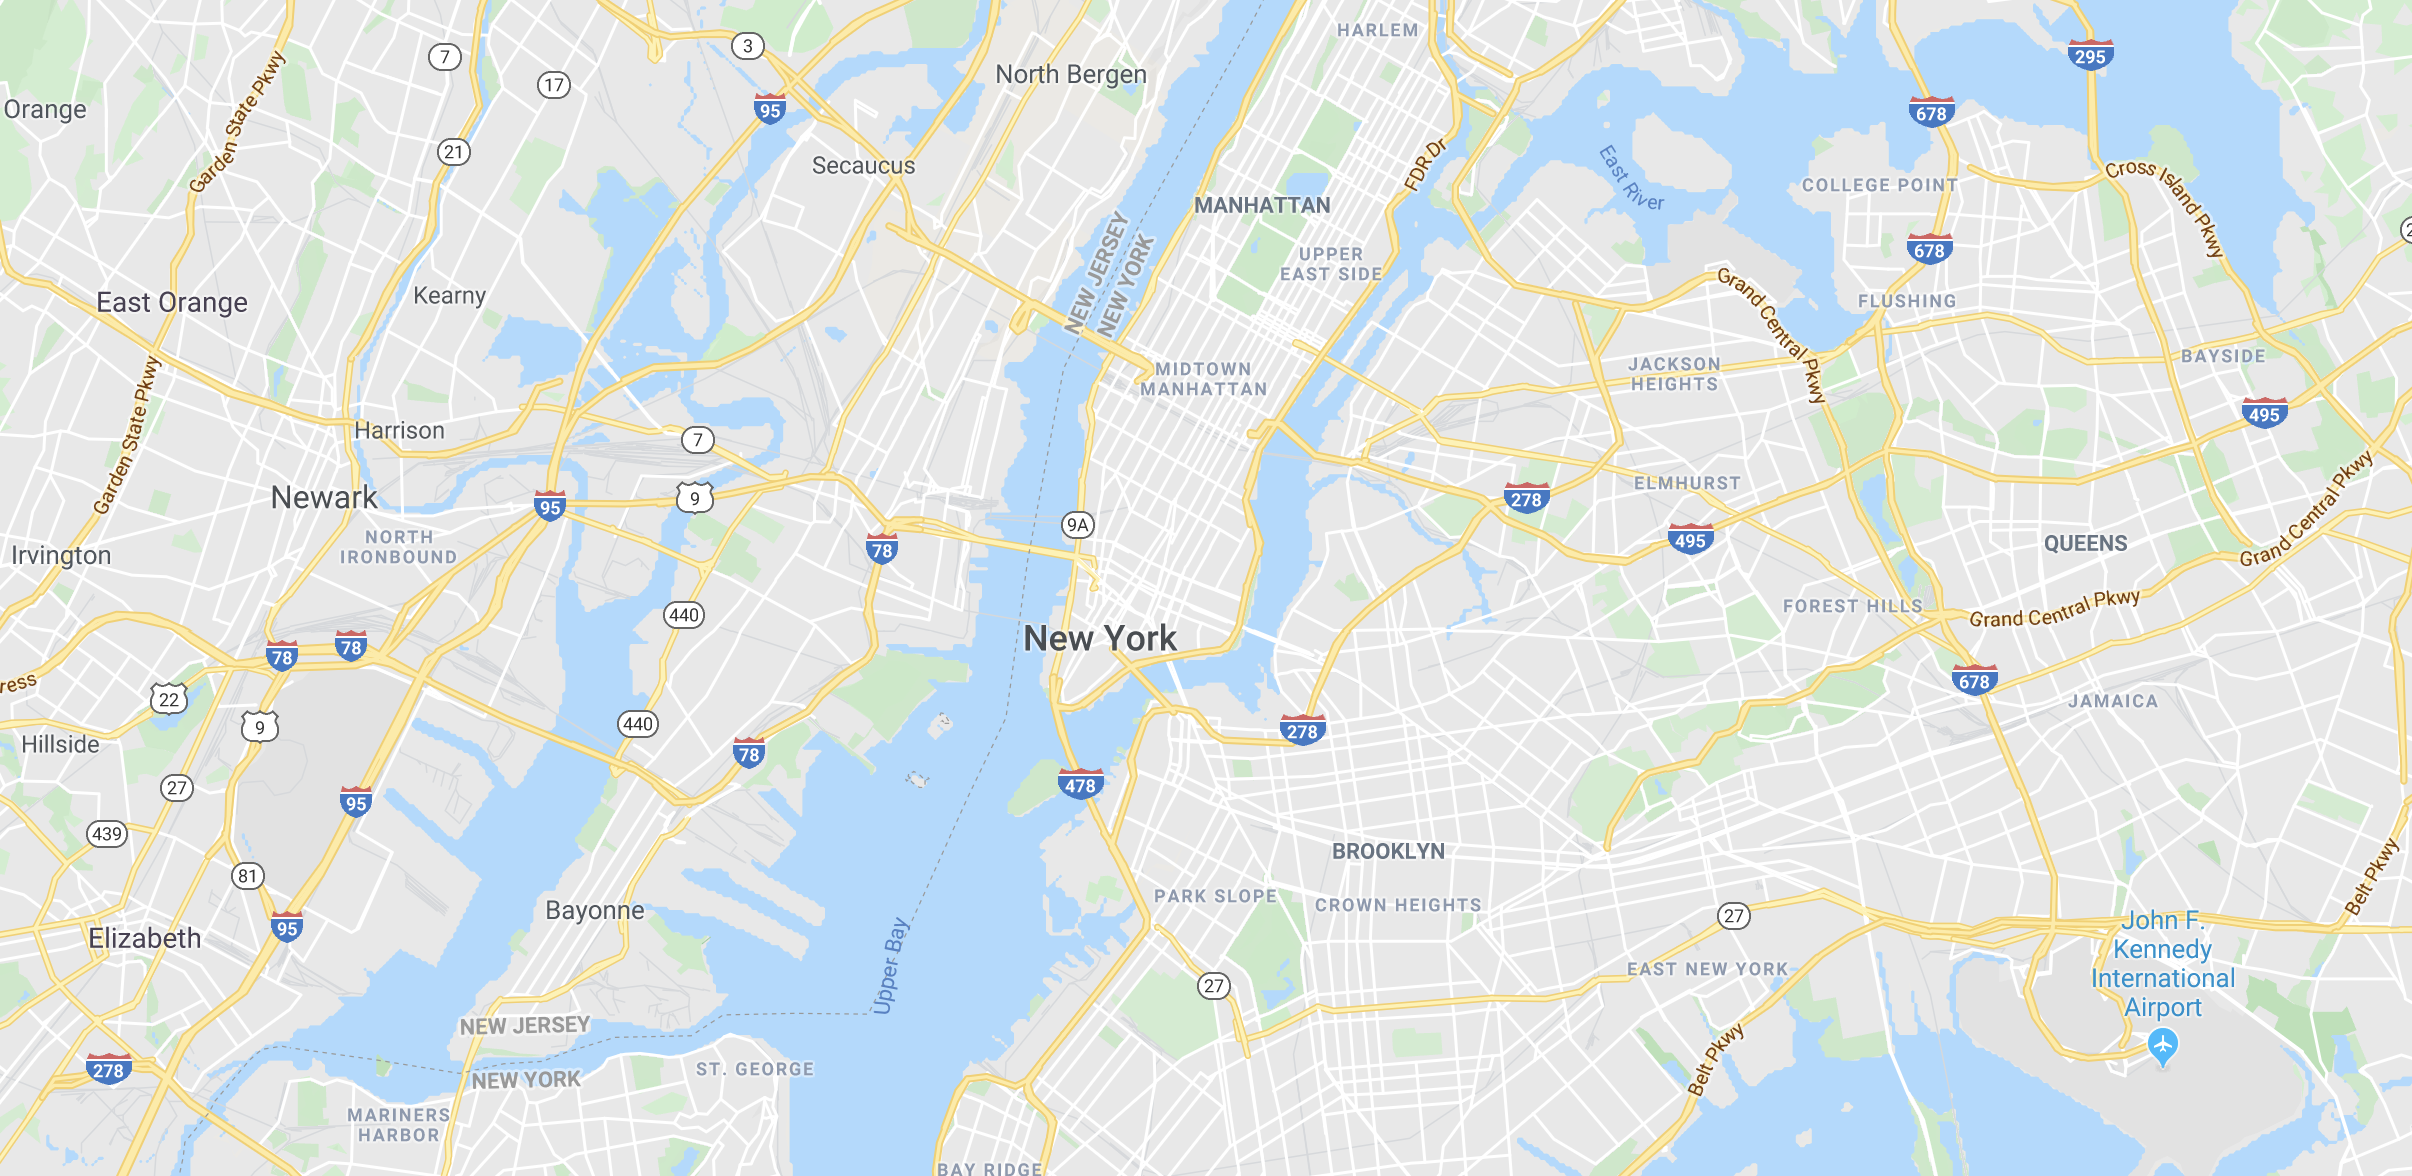 HARLEM
3
7
295
North Bergen
17
95
Orange
678
Garden State Pkwy
21
FDR Dr
Secaucus
East River
COLLEGE POINT
Cross Island Pkwy
MANHATTAN
2
678
UPPER
EAST SIDE
NEW JERSEY
NEW YORK
Kearny
East Orange
FLUSHING
Grand Central Pkwy
BAYSIDE
JACKSON
HEIGHTS
MIDTOWN
MANHATTAN
495
Garden State Pkwy
Harrison
7
ELMHURST
Newark
95
9
278
9A
495
NORTH
IRONBOUND
78
QUEENS
Grand Central Pkwy
Irvington
440
FOREST HILLS
Grand Central Pkwy
New York
78
78
ress
678
22
JAMAICA
9
440
278
Hillside
78
478
27
95
439
BROOKLYN
81
Belt Pkwy
PARK SLOPE
CROWN HEIGHTS
Bayonne
27
95
Elizabeth
John F.
Kennedy
International
Airport
Upper Bay
EAST NEW YORK
27
NEW JERSEY
NEW YORK
278
ST. GEORGE
Belt Pkwy
MARINERS
HARBOR
BAY RIDGE